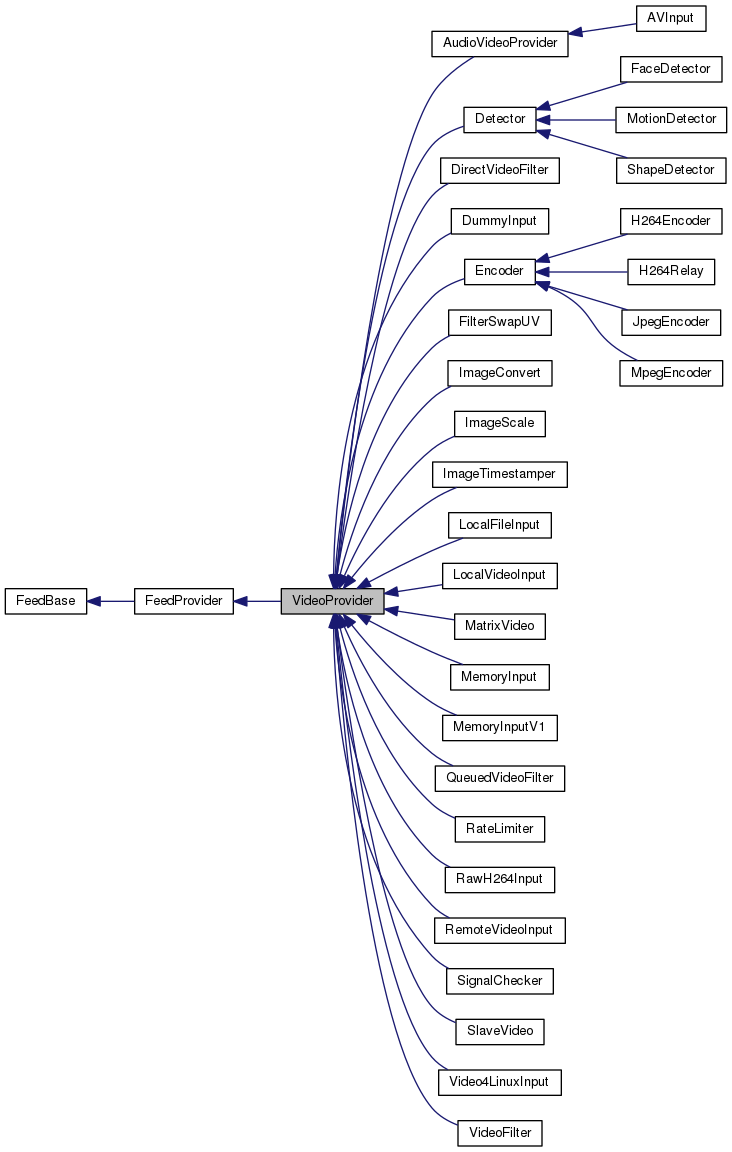 AVInput
AudioVideoProvider
FaceDetector
Detector
MotionDetector
ShapeDetector
DirectVideoFilter
DummyInput
H264Encoder
Encoder
H264Relay
FilterSwapUV
JpegEncoder
ImageConvert
MpegEncoder
ImageScale
ImageTimestamper
LocalFileInput
LocalVideoInput
FeedBase
FeedProvider
VideoProvider
MatrixVideo
MemoryInput
MemoryInputV1
QueuedVideoFilter
RateLimiter
RawH264Input
RemoteVideoInput
SignalChecker
SlaveVideo
Video4LinuxInput
VideoFilter